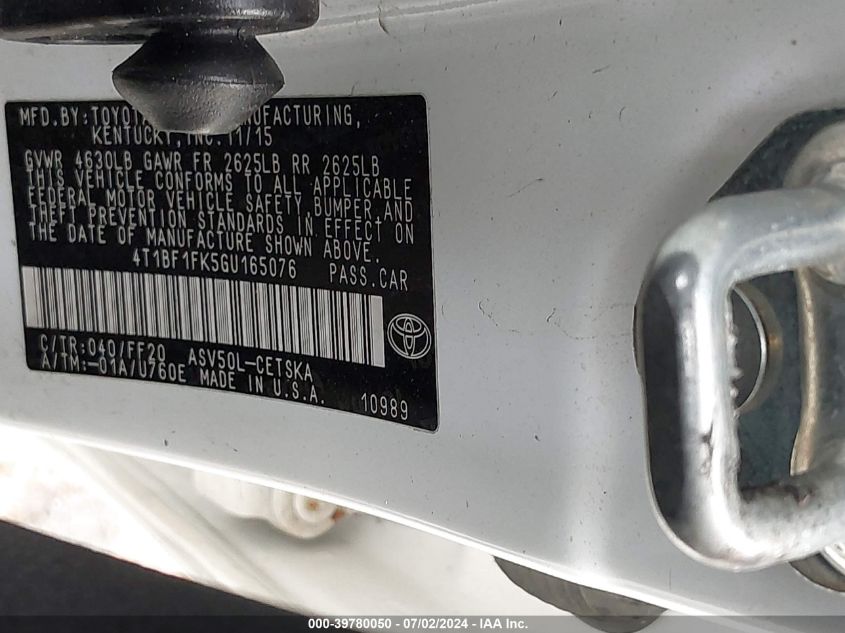 MFD.BY: TOYOTA MANUFACTURING,
KENTUCKY, INC. 11/15
GVWR 4630LB GAWR FR 2625LB RR 2625LB
THIS VEHICLE CONFORMS TO ALL APPLICABLE
FEDERAL MOTOR VEHICLE SAFETY, BUMPER, AND
THEFT PREVENTION STANDARDS IN EFFECT ON
THE DATE OF MANUFACTURE SHOWN ABOVE.
4T1BF1FK5GU165076 PASS.CAR
C/TR:040/FF20 ASV50L-CETSKA
A/TM:-01A/U760E MADE IN U.S.A.
10989
000-39780050 - 07/02/2024 - IAA Inc.